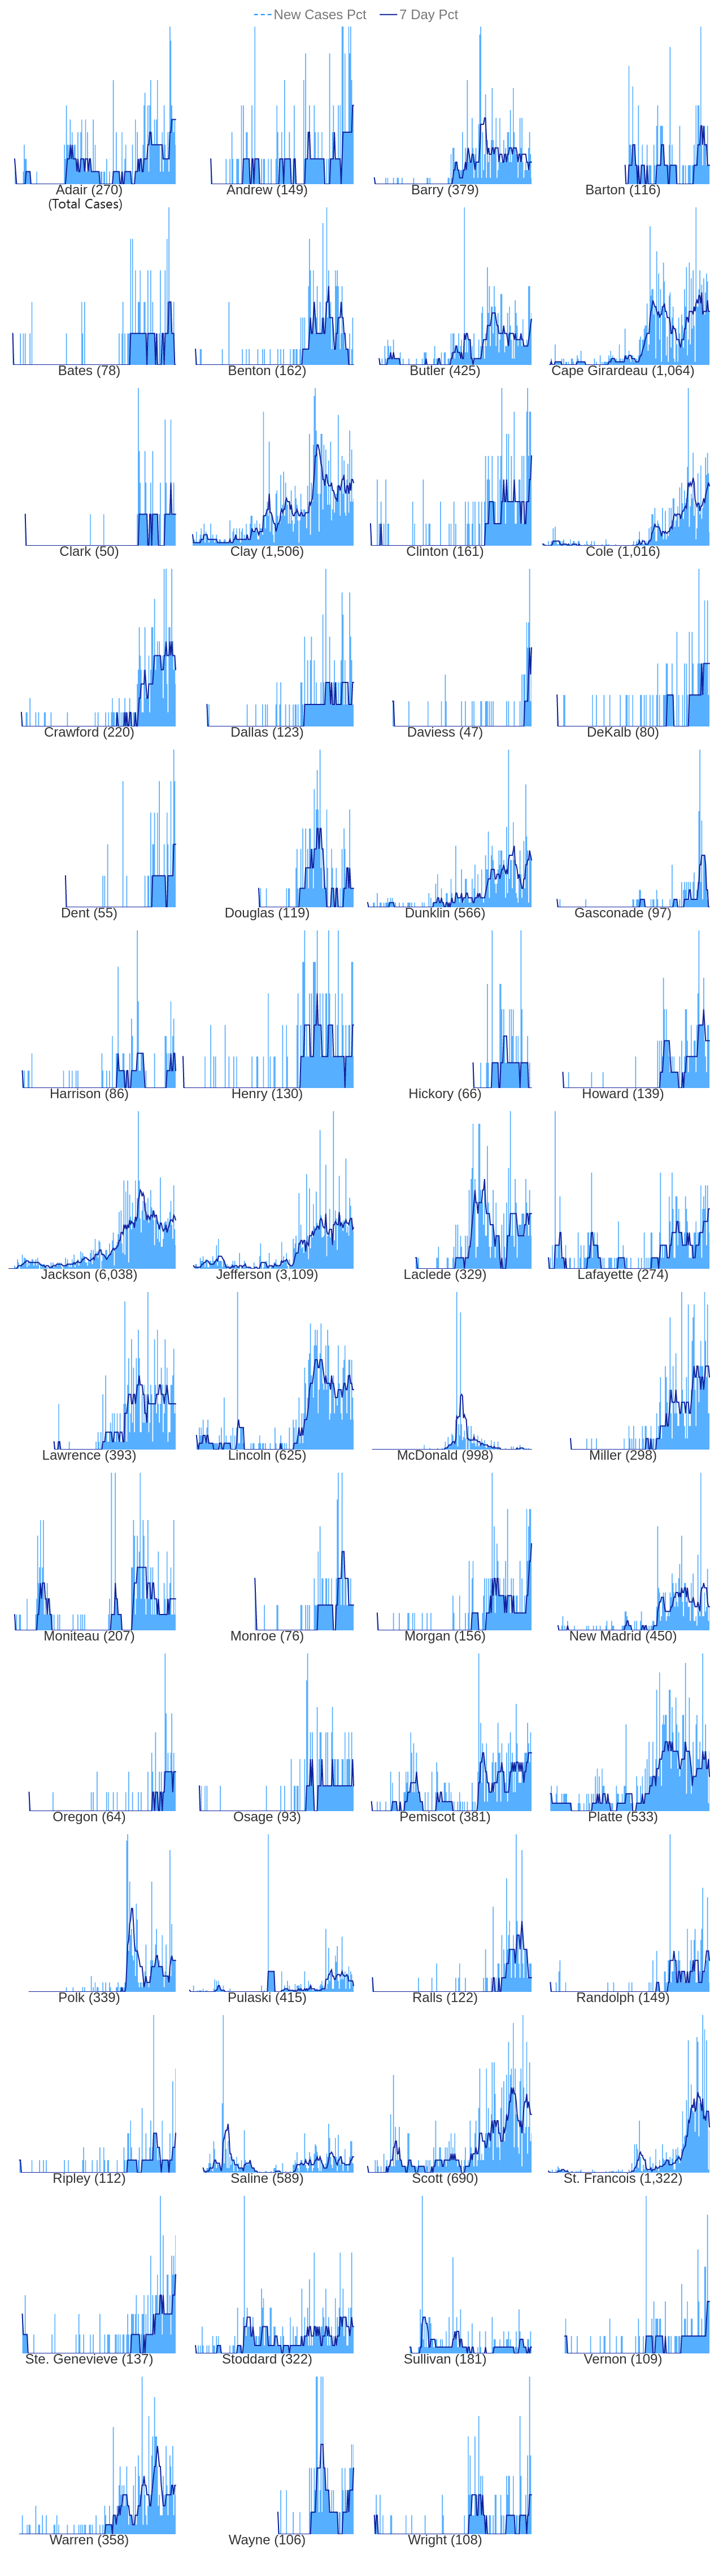 New Cases Pct 7 Day Pct
Adair (270) Andrew (149) Barry (379) Barton (116)
(Total Cases)
Bates (78) Benton (162) Butler (425) Cape Girardeau (1,064)
Clark (50) Clay (1,506) Clinton (161) Cole (1,016)
Crawford (220) Dallas (123) Daviess (47) DeKalb (80)
Dent (55) Douglas (119) Dunklin (566) Gasconade (97)
Harrison (86) Henry (130) Hickory (66) Howard (139)
Jackson (6,038) Jefferson (3,109) Laclede (329) Lafayette (274)
Lawrence (393) Lincoln (625) McDonald (998) Miller (298)
Moniteau (207) Monroe (76) Morgan (156) New Madrid (450)
Oregon (64) Osage (93) Pemiscot (381) Platte (533)
Polk (339) Pulaski (415) Ralls (122) Randolph (149)
Ripley (112) Saline (589) Scott (690) St. Francois (1,322)
Ste. Genevieve (137) Stoddard (322) Sullivan (181) Vernon (109)
Warren (358) Wayne (106) Wright (108)